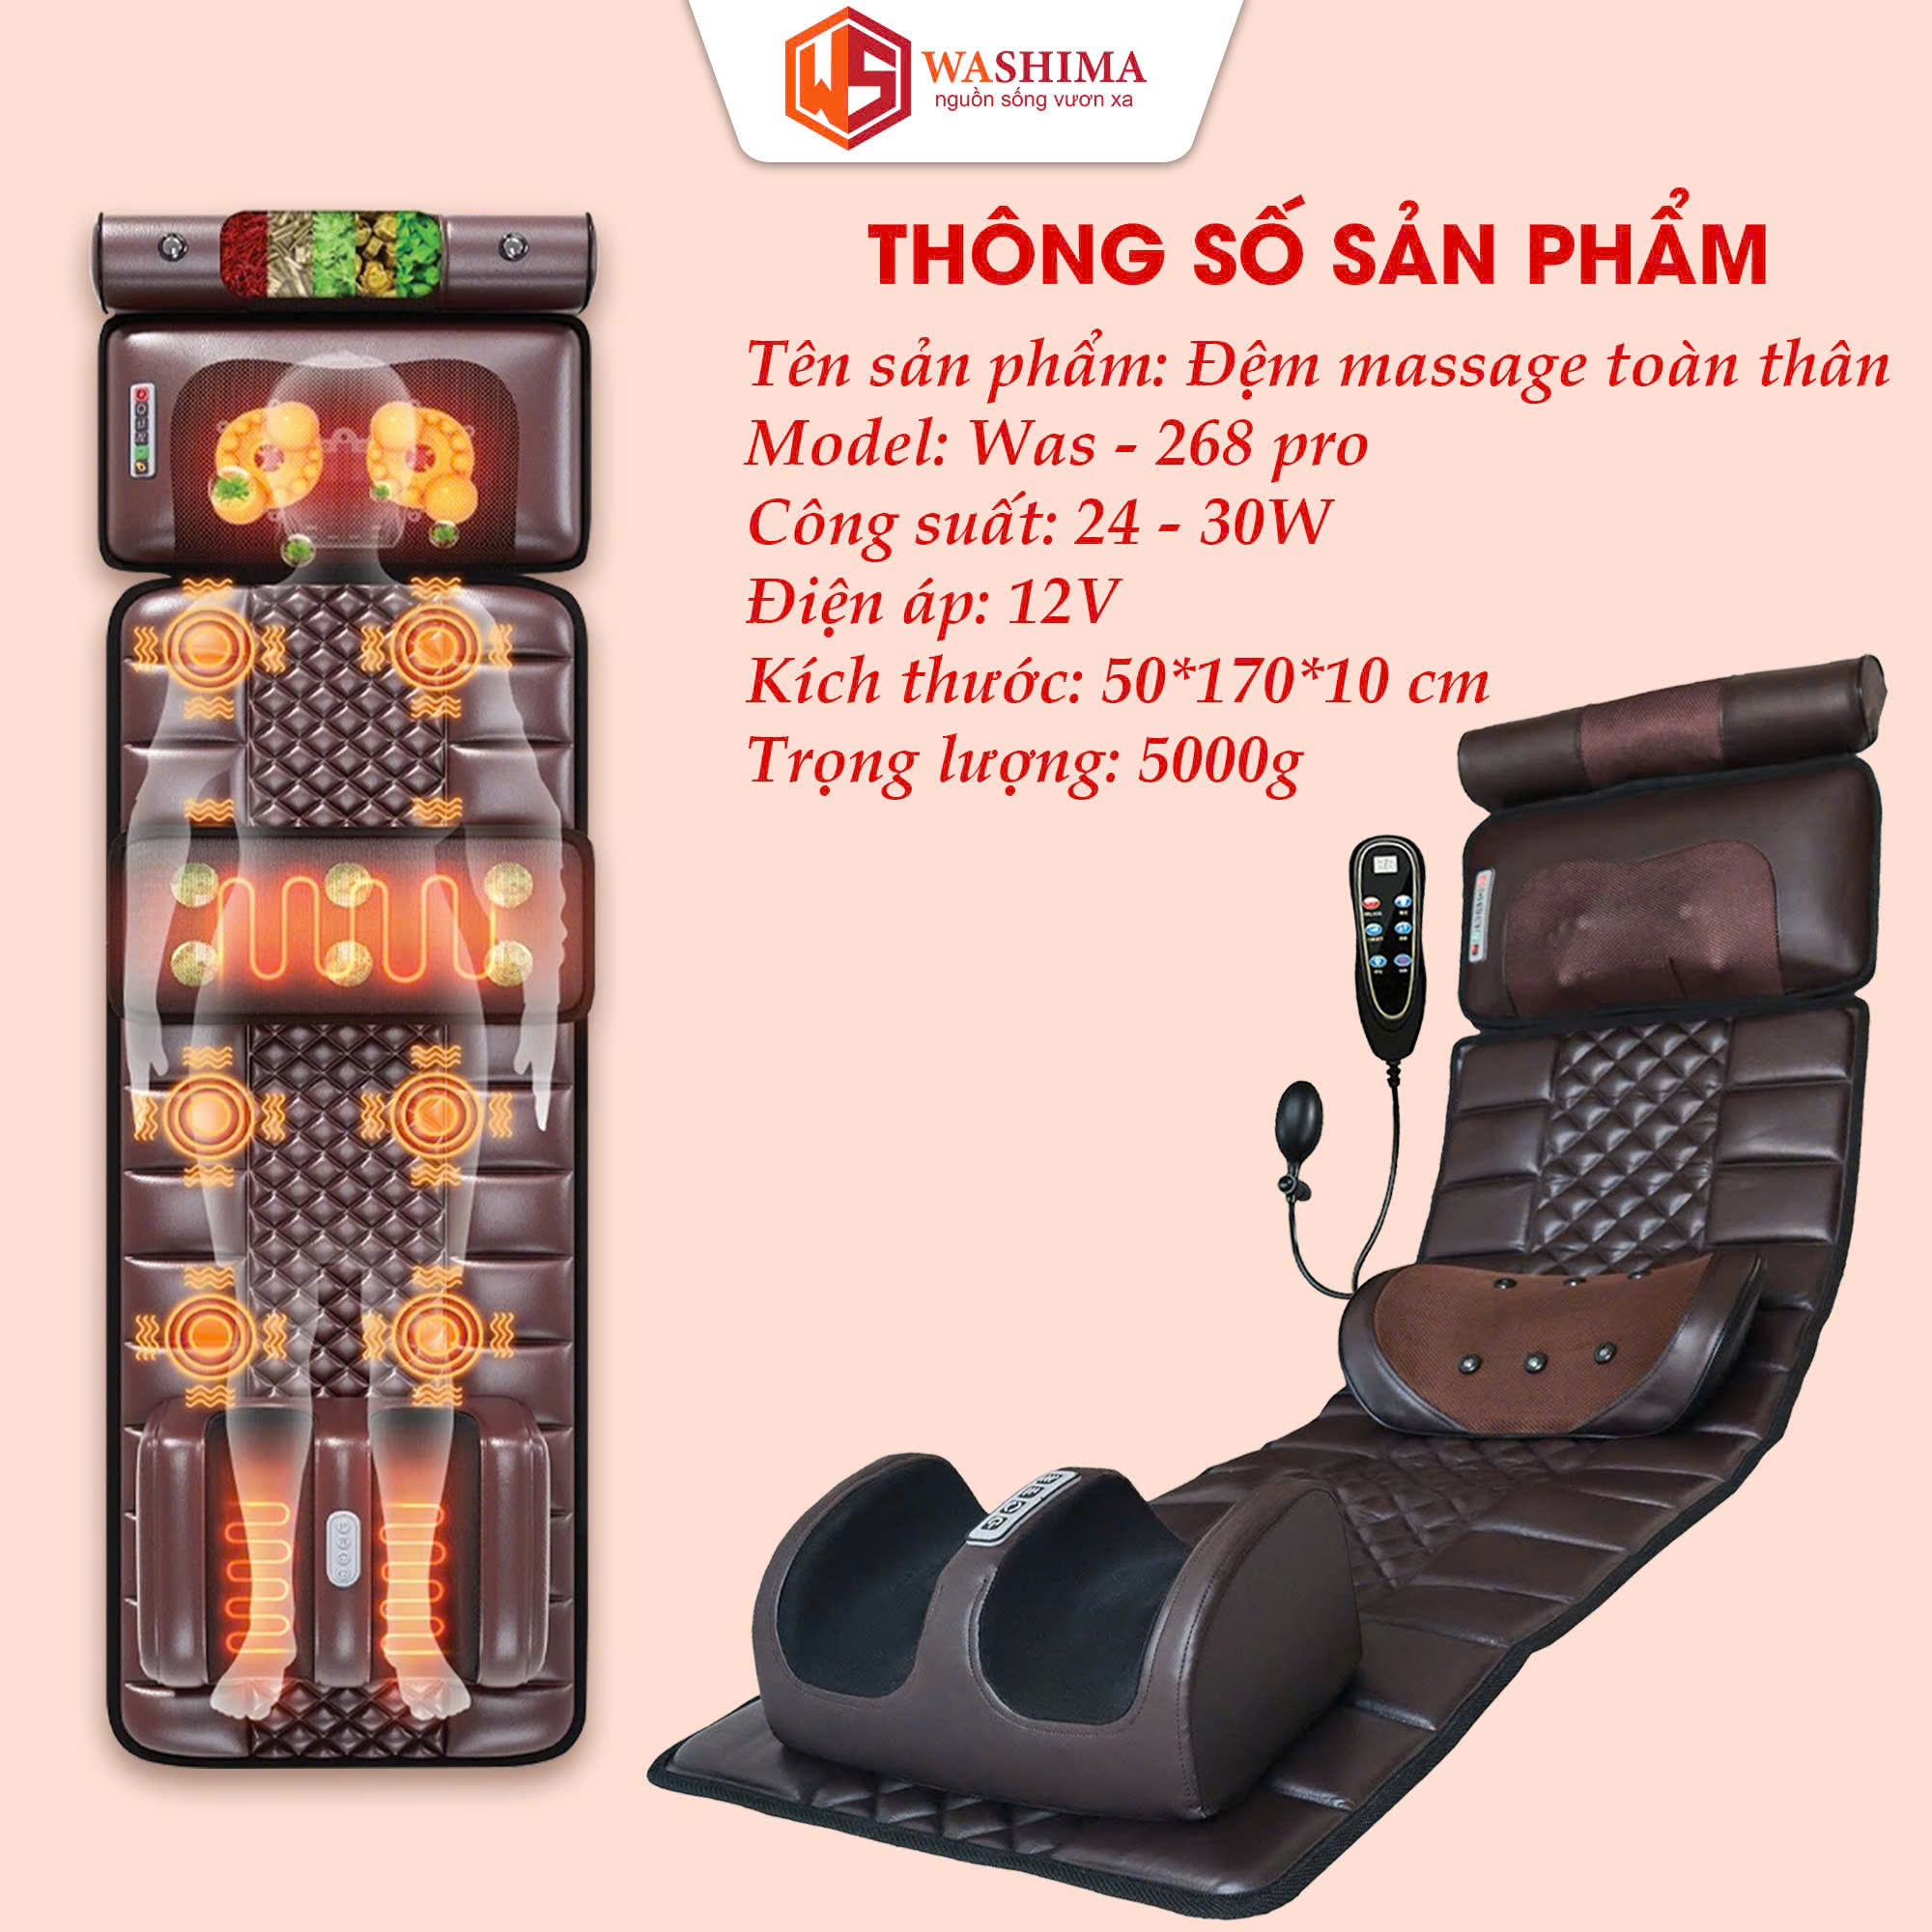 WS WASHIMA
nguồn sống vươn xa
THÔNG SỐ SẢN PHẨM
Tên sản phẩm: Đệm massage toàn thân
Model: Was - 268 pro
Công suất: 24 - 30W
Điện áp: 12V
Kích thước: 50*170*10 cm
Trọng lượng: 5000g